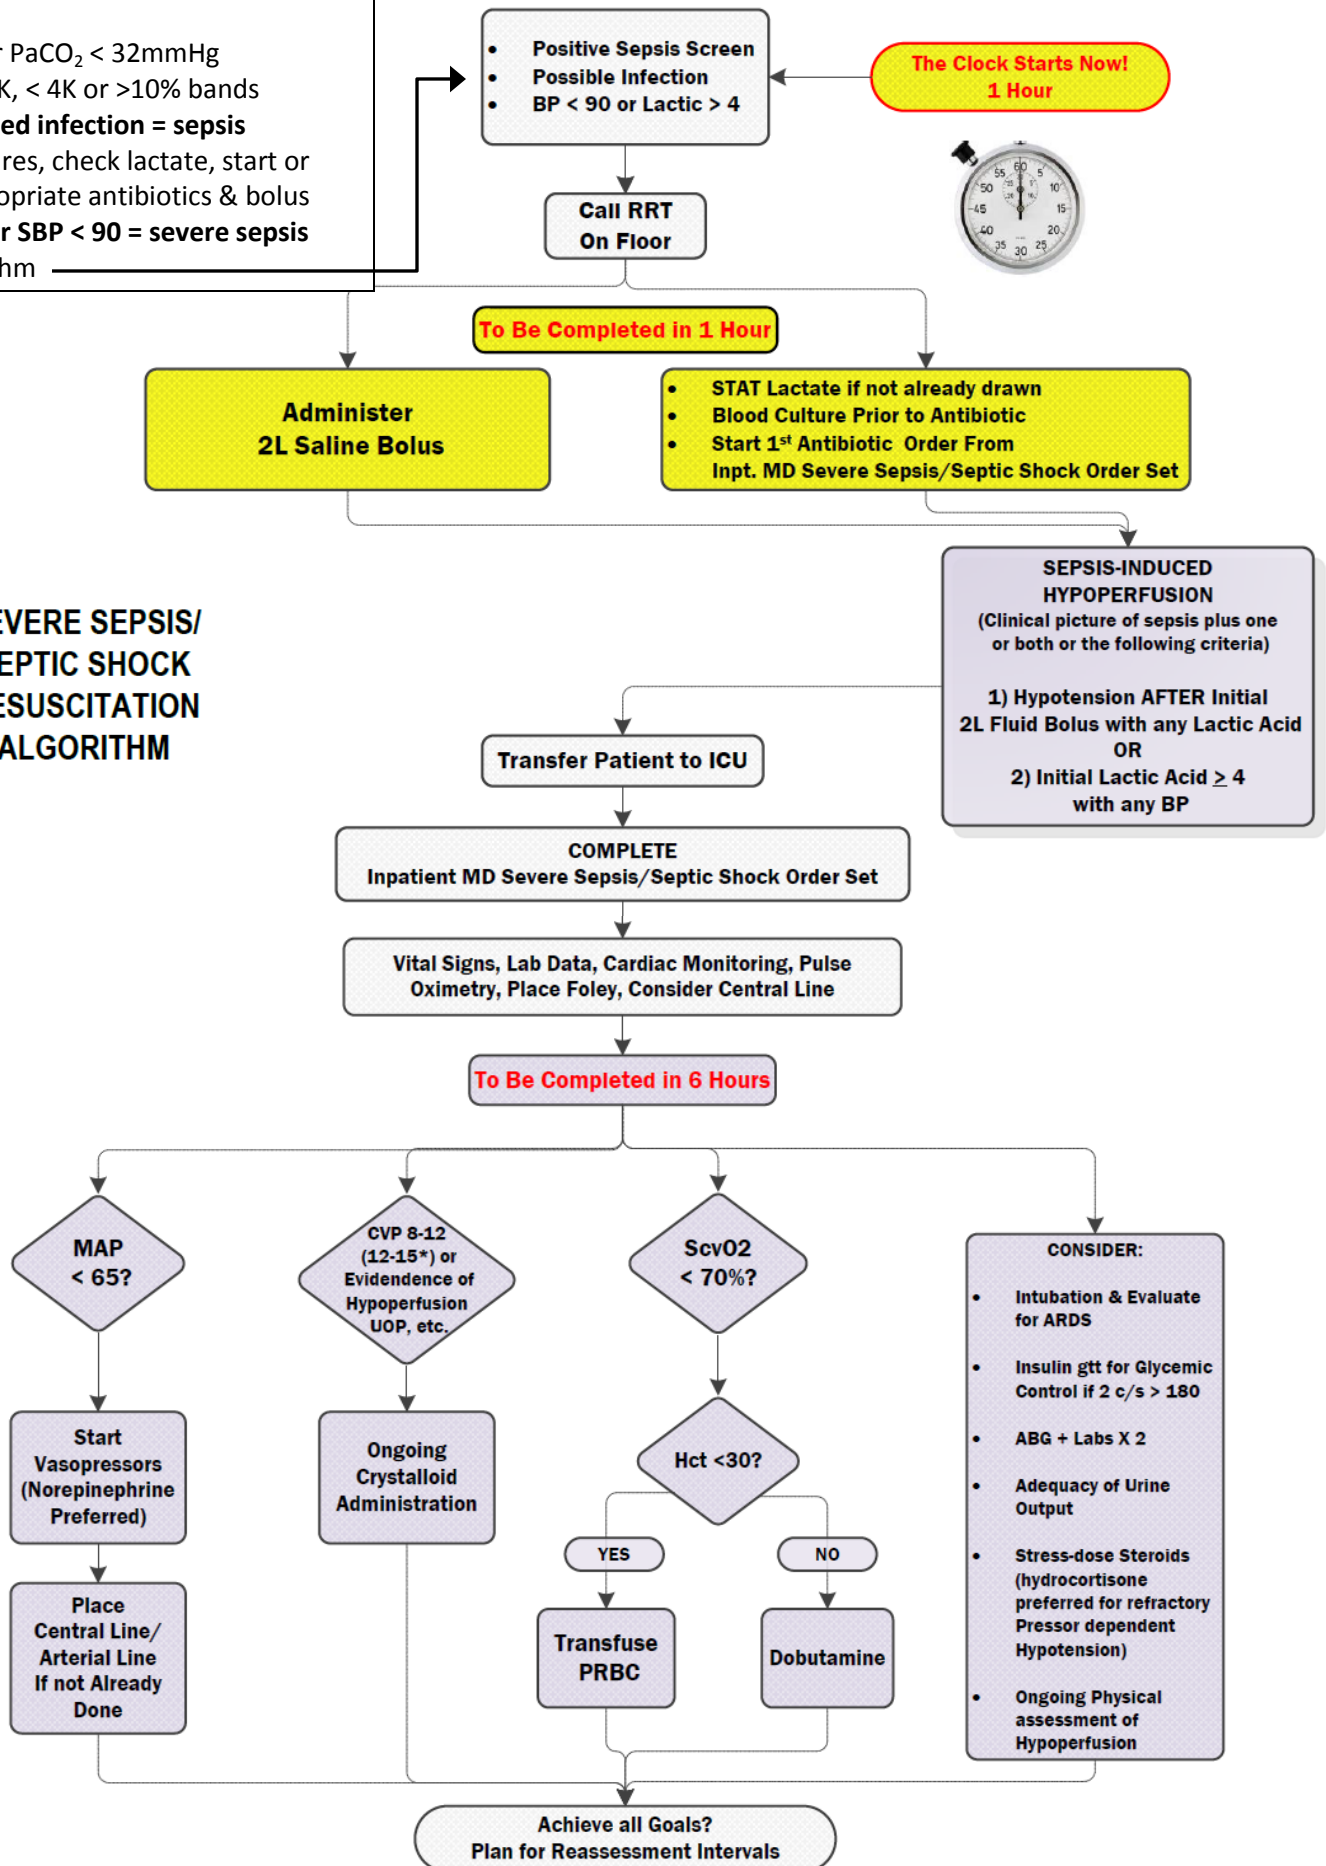 r PaCO₂ < 32mmHg
K, < 4K or >10% bands
ed infection = sepsis
res, check lactate, start or
opriate antibiotics & bolus
r SBP < 90 = severe sepsis
hm
• Positive Sepsis Screen
• Possible Infection
• BP < 90 or Lactic > 4
The Clock Starts Now!
1 Hour
60
5
10
15
20
25
30
35
40
45
50
55
Call RRT
On Floor
To Be Completed in 1 Hour
Administer
2L Saline Bolus
• STAT Lactate if not already drawn
• Blood Culture Prior to Antibiotic
• Start 1st Antibiotic Order From
Inpt. MD Severe Sepsis/Septic Shock Order Set
SEPSIS-INDUCED
HYPOPERFUSION
(Clinical picture of sepsis plus one
or both or the following criteria)
1) Hypotension AFTER Initial
2L Fluid Bolus with any Lactic Acid
OR
2) Initial Lactic Acid ≥ 4
with any BP
EVERE SEPSIS/
EPTIC SHOCK
ESUSCITATION
ALGORITHM
Transfer Patient to ICU
COMPLETE
Inpatient MD Severe Sepsis/Septic Shock Order Set
Vital Signs, Lab Data, Cardiac Monitoring, Pulse
Oximetry, Place Foley, Consider Central Line
To Be Completed in 6 Hours
MAP
< 65?
CVP 8-12
(12-15*) or
Evidendence of
Hypoperfusion
UOP, etc.
ScvO2
< 70%?
CONSIDER:
• Intubation & Evaluate
for ARDS
• Insulin gtt for Glycemic
Control if 2 c/s > 180
• ABG + Labs X 2
• Adequacy of Urine
Output
• Stress-dose Steroids
(hydrocortisone
preferred for refractory
Pressor dependent
Hypotension)
• Ongoing Physical
assessment of
Hypoperfusion
Start
Vasopressors
(Norepinephrine
Preferred)
Ongoing
Crystalloid
Administration
Hct <30?
YES
NO
Place
Central Line/
Arterial Line
If not Already
Done
Transfuse
PRBC
Dobutamine
Achieve all Goals?
Plan for Reassessment Intervals